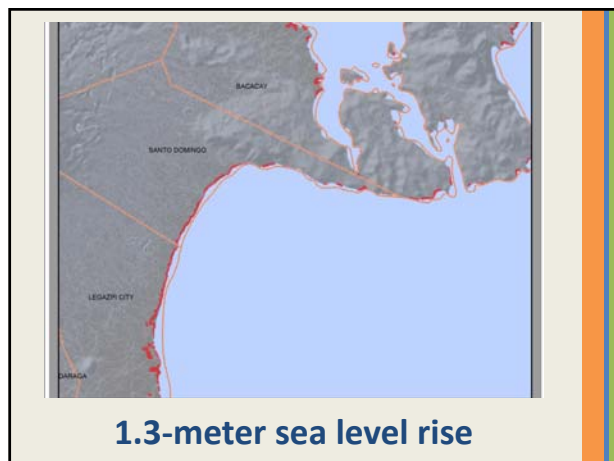 BACACAY
SANTO DOMINGO
LEGAZPI CITY
DARAGA
1.3-meter sea level rise